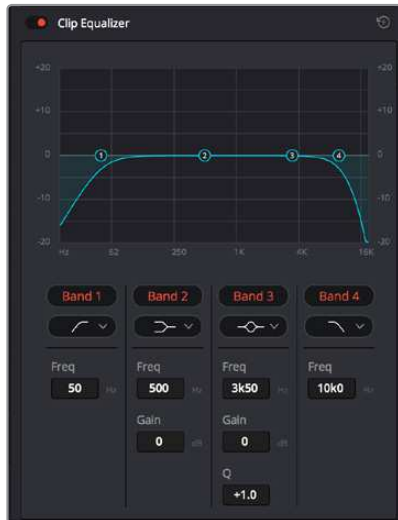 Clip Equalizer
+20 +20
+10 +10
0 0
-10 -10
-20 -20
Hz 62 250 1K 4K 16K
1 2 3 4
Band 1 Band 2 Band 3 Band 4
Freq Freq Freq Freq
50 Hz 500 Hz 3k50 Hz 10k0 Hz
Gain Gain
0 dB 0 dB
Q
+1.0